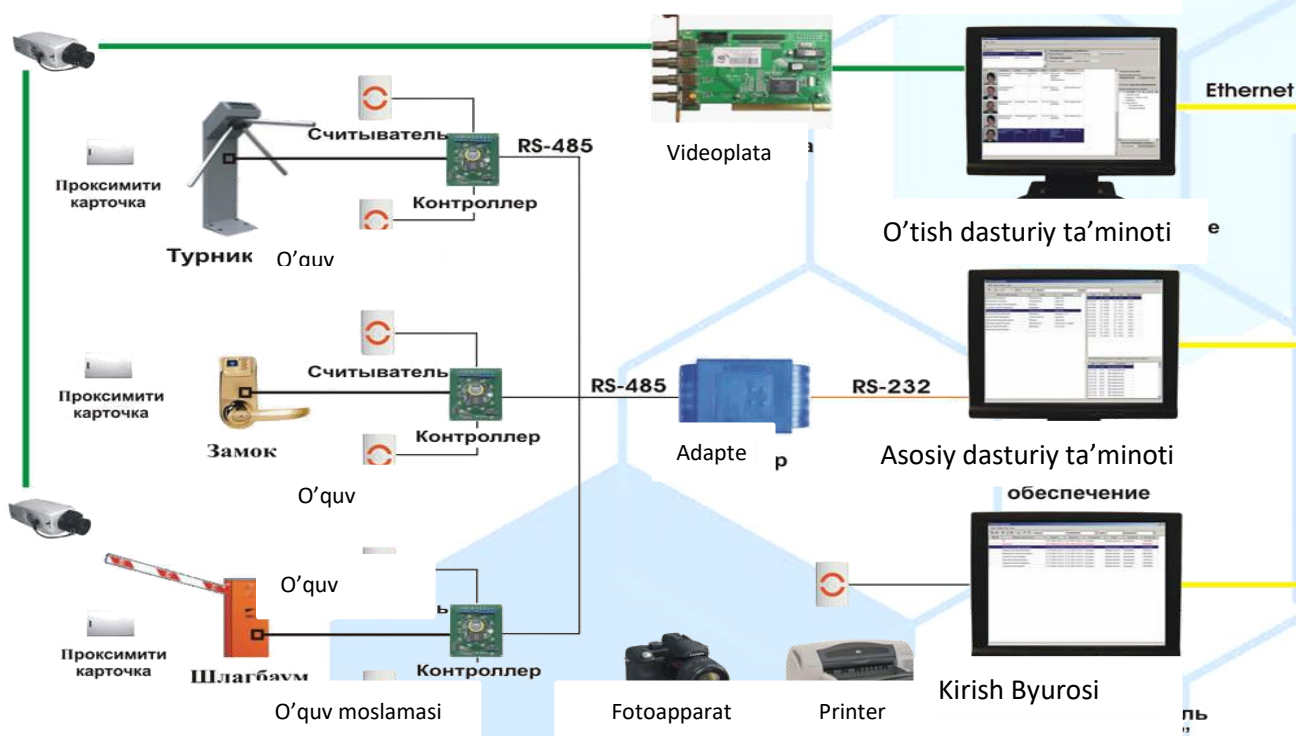 Ethernet
Считыватель
RS-485
Videoplata
а
Проксимити
карточка
Контроллер
O'tish dasturiy ta'minoti
е
Турник
O'quv
Считыватель
RS-485
RS-232
Проксимити
карточка
Контроллер
Замок
Adapte
р
Asosiy dasturiy ta'minoti
O'quv
обеспечение
O'quv
ь
Проксимити
карточка
Контроллер
Шлагбаум
Kirish Byurosi
O'quv moslamasi
Fotoapparat
Printer
ль
”